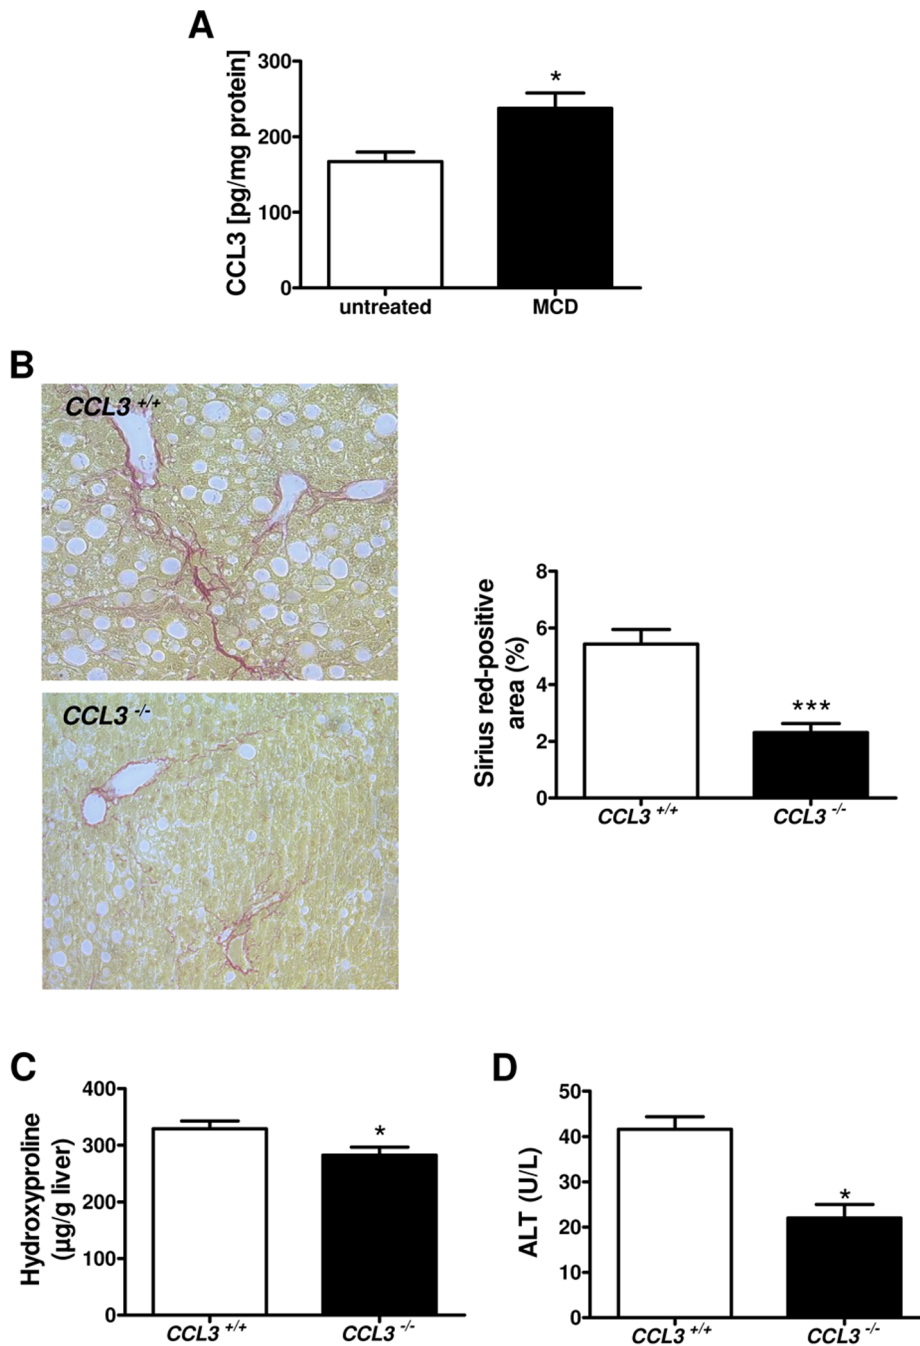 A
CCL3 [pg/mg protein]
300
200
100
0
*
untreated
MCD
B
CCL3 +/+
CCL3 -/-
Sirius red-positive
area (%)
8
6
4
2
0
***
CCL3 +/+
CCL3 -/-
C
Hydroxyproline
(µg/g liver)
400
300
200
100
0
*
CCL3 +/+
CCL3 -/-
D
ALT (U/L)
50
40
30
20
10
0
*
CCL3 +/+
CCL3 -/-